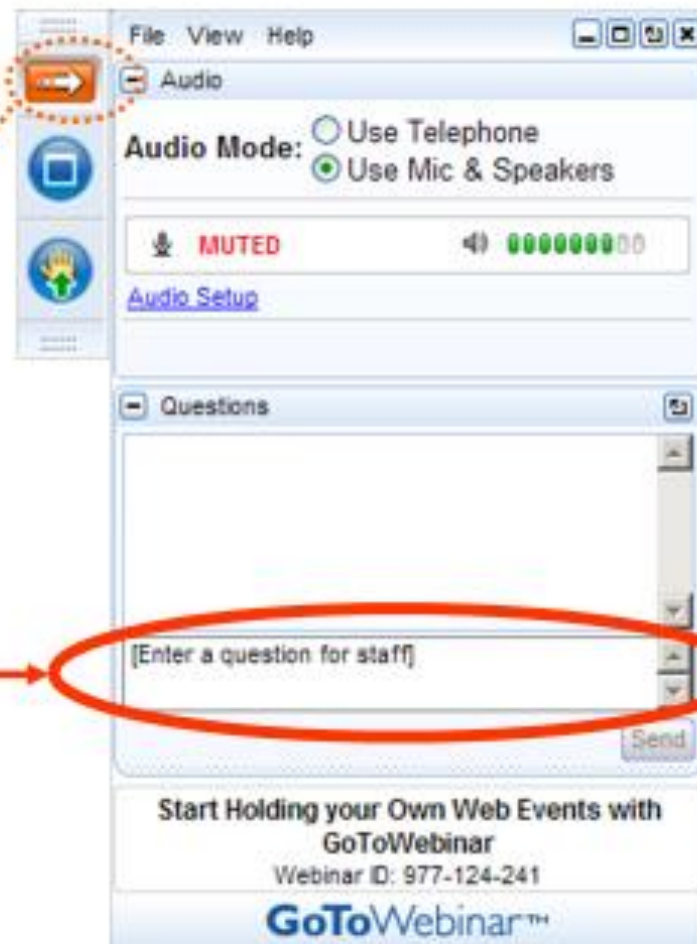 File View Help
Audio
Audio Mode: Use Telephone
Use Mic & Speakers
MUTED
Audio Setup
Questions
[Enter a question for staff]
Send
Start Holding your Own Web Events with
GoToWebinar
Webinar ID: 977-124-241
GoToWebinar™